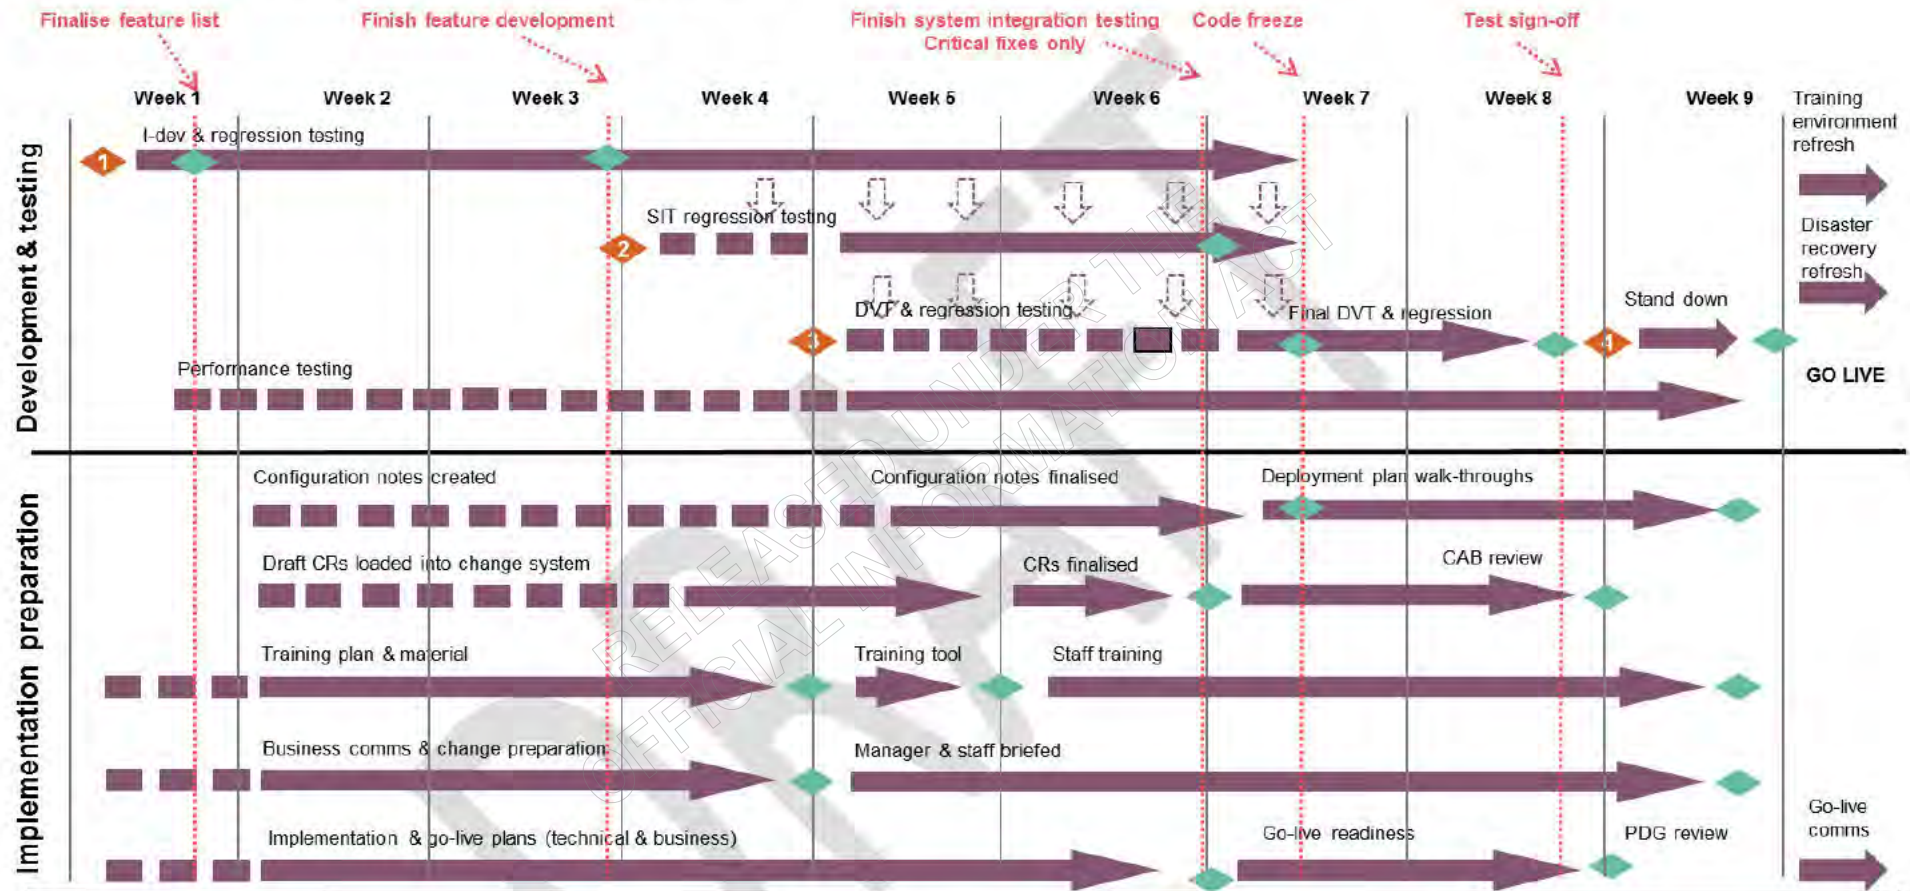 Finalise feature list
Finish feature development
Finish system integration testing
Critical fixes only
Code freeze
Test sign-off
Week 1
Week 2
Week 3
Week 4
Week 5
Week 6
Week 7
Week 8
Week 9
Development & testing
I-dev & regression testing
1
SIT regression testing
2
DVT & regression testing
3
Final DVT & regression
4
Stand down
Performance testing
Training
environment
refresh
Disaster
recovery
refresh
GO LIVE
Implementation preparation
Configuration notes created
Configuration notes finalised
Deployment plan walk-throughs
Draft CRs loaded into change system
CRs finalised
CAB review
Training plan & material
Training tool
Staff training
Business comms & change preparation
Manager & staff briefed
Implementation & go-live plans (technical & business)
Go-live readiness
PDG review
Go-live
comms
RELEASED UNDER THE
OFFICIAL INFORMATION ACT